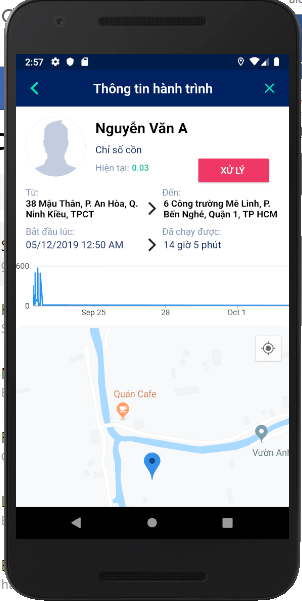 2:57
Thông tin hành trình
Nguyễn Văn A
Chỉ số cồn
Hiện tại: 0.03
XỬ LÝ
Từ:
38 Mậu Thân, P. An Hòa, Q.
Ninh Kiều, TPCT
Đến:
6 Công trường Mê Linh, P.
Bến Nghé, Quận 1, TP HCM
Bắt đầu lúc:
05/12/2019 12:50 AM
Đã chạy được:
14 giờ 5 phút
600
0
Sep 25
28
Oct 1
Quán Cafe
Vườn Anh